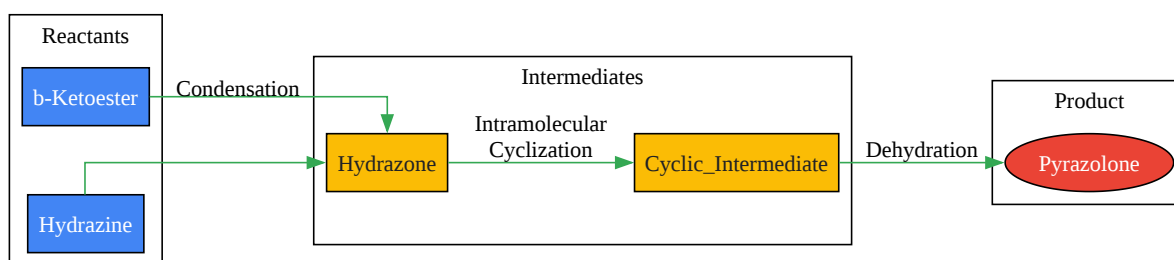 Reactants
b-Ketoester
Hydrazine
Condensation
Intermediates
Hydrazone
Intramolecular
Cyclization
Cyclic_Intermediate
Dehydration
Product
Pyrazolone